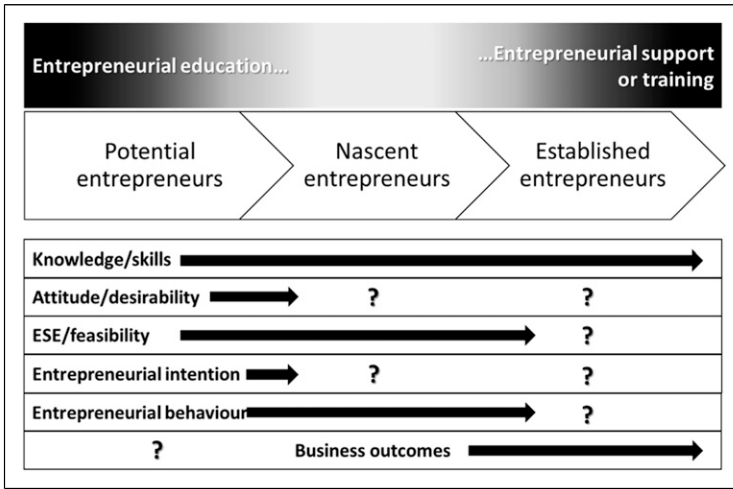 Entrepreneurial education...
...Entrepreneurial support
or training
Potential
entrepreneurs
Nascent
entrepreneurs
Established
entrepreneurs
Knowledge/skills
Attitude/desirability ? ?
ESE/feasibility ?
Entrepreneurial intention ? ?
Entrepreneurial behaviour ?
? Business outcomes